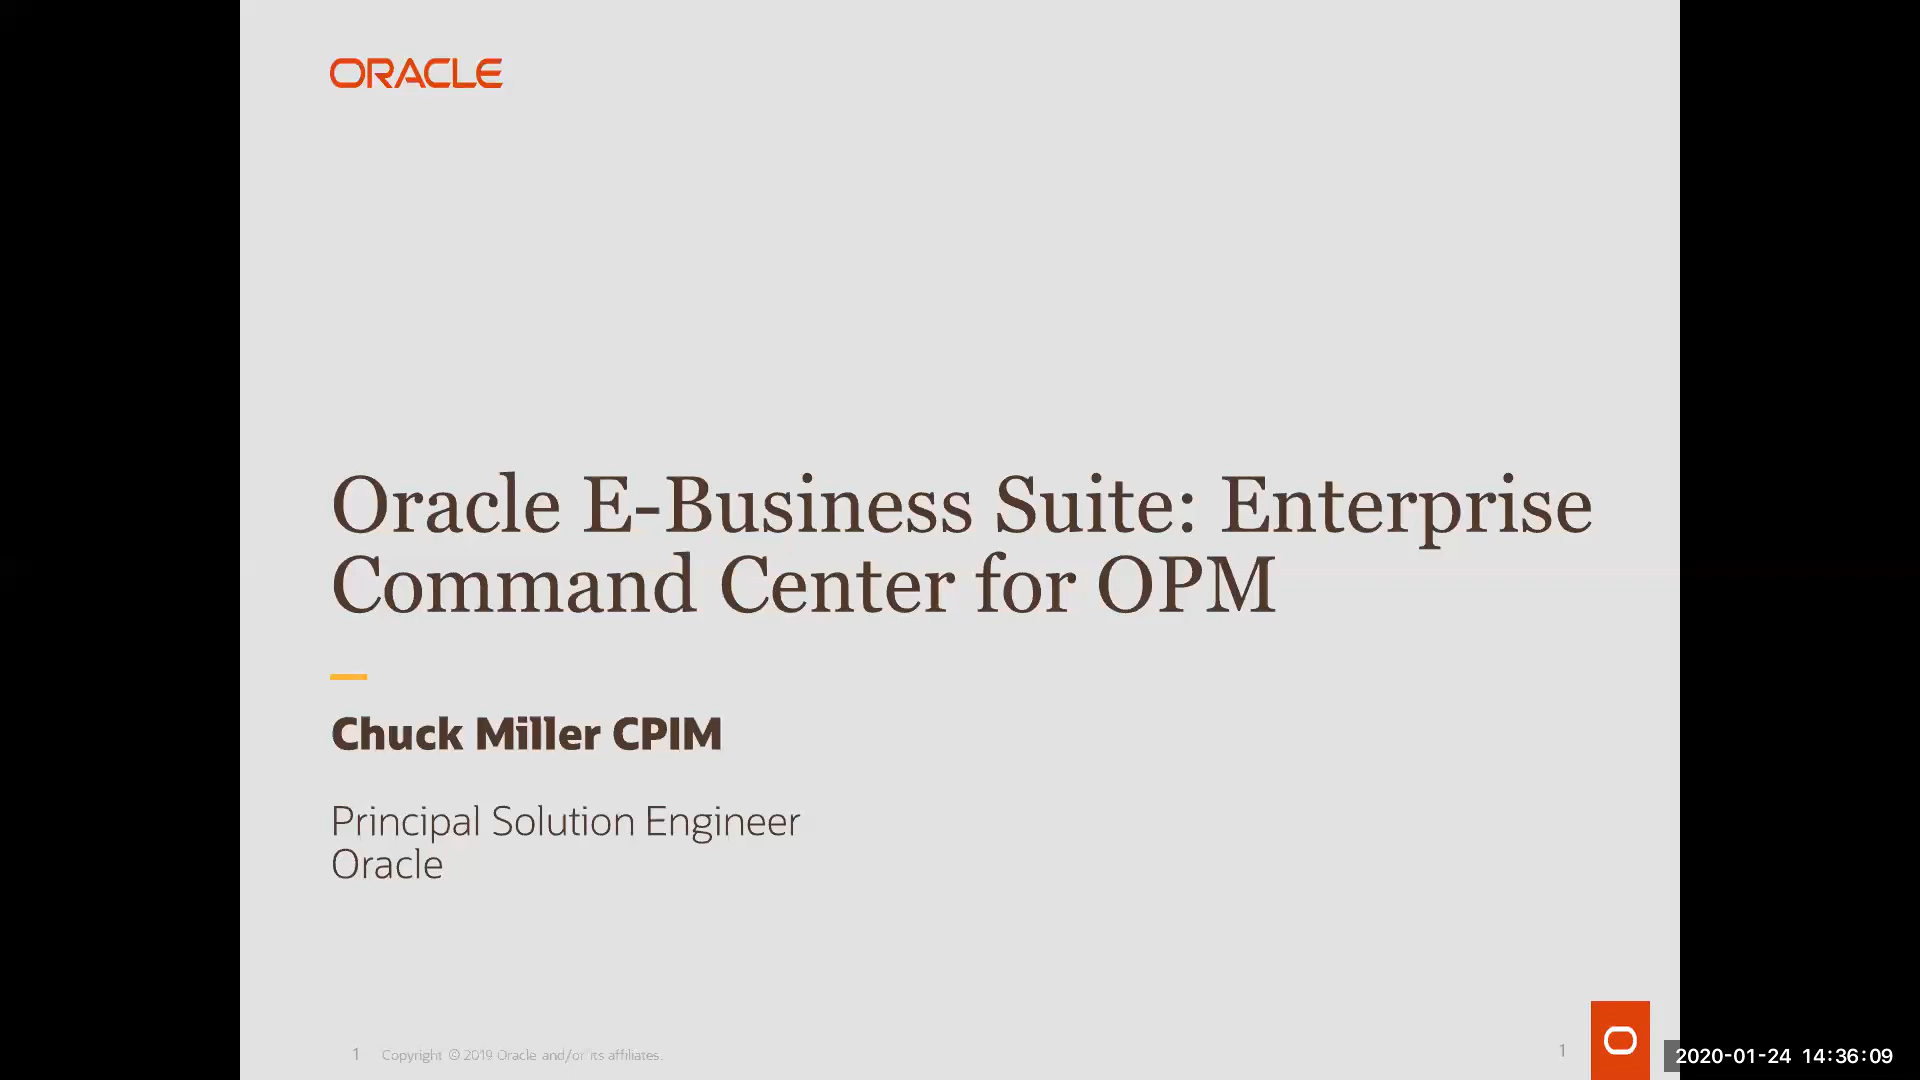 ORACLE
Oracle E-Business Suite: Enterprise
Command Center for OPM
Chuck Miller CPIM
Principal Solution Engineer
Oracle
1 Copyright © 2019 Oracle and/or its affiliates.
1
2020-01-24 14:36:09